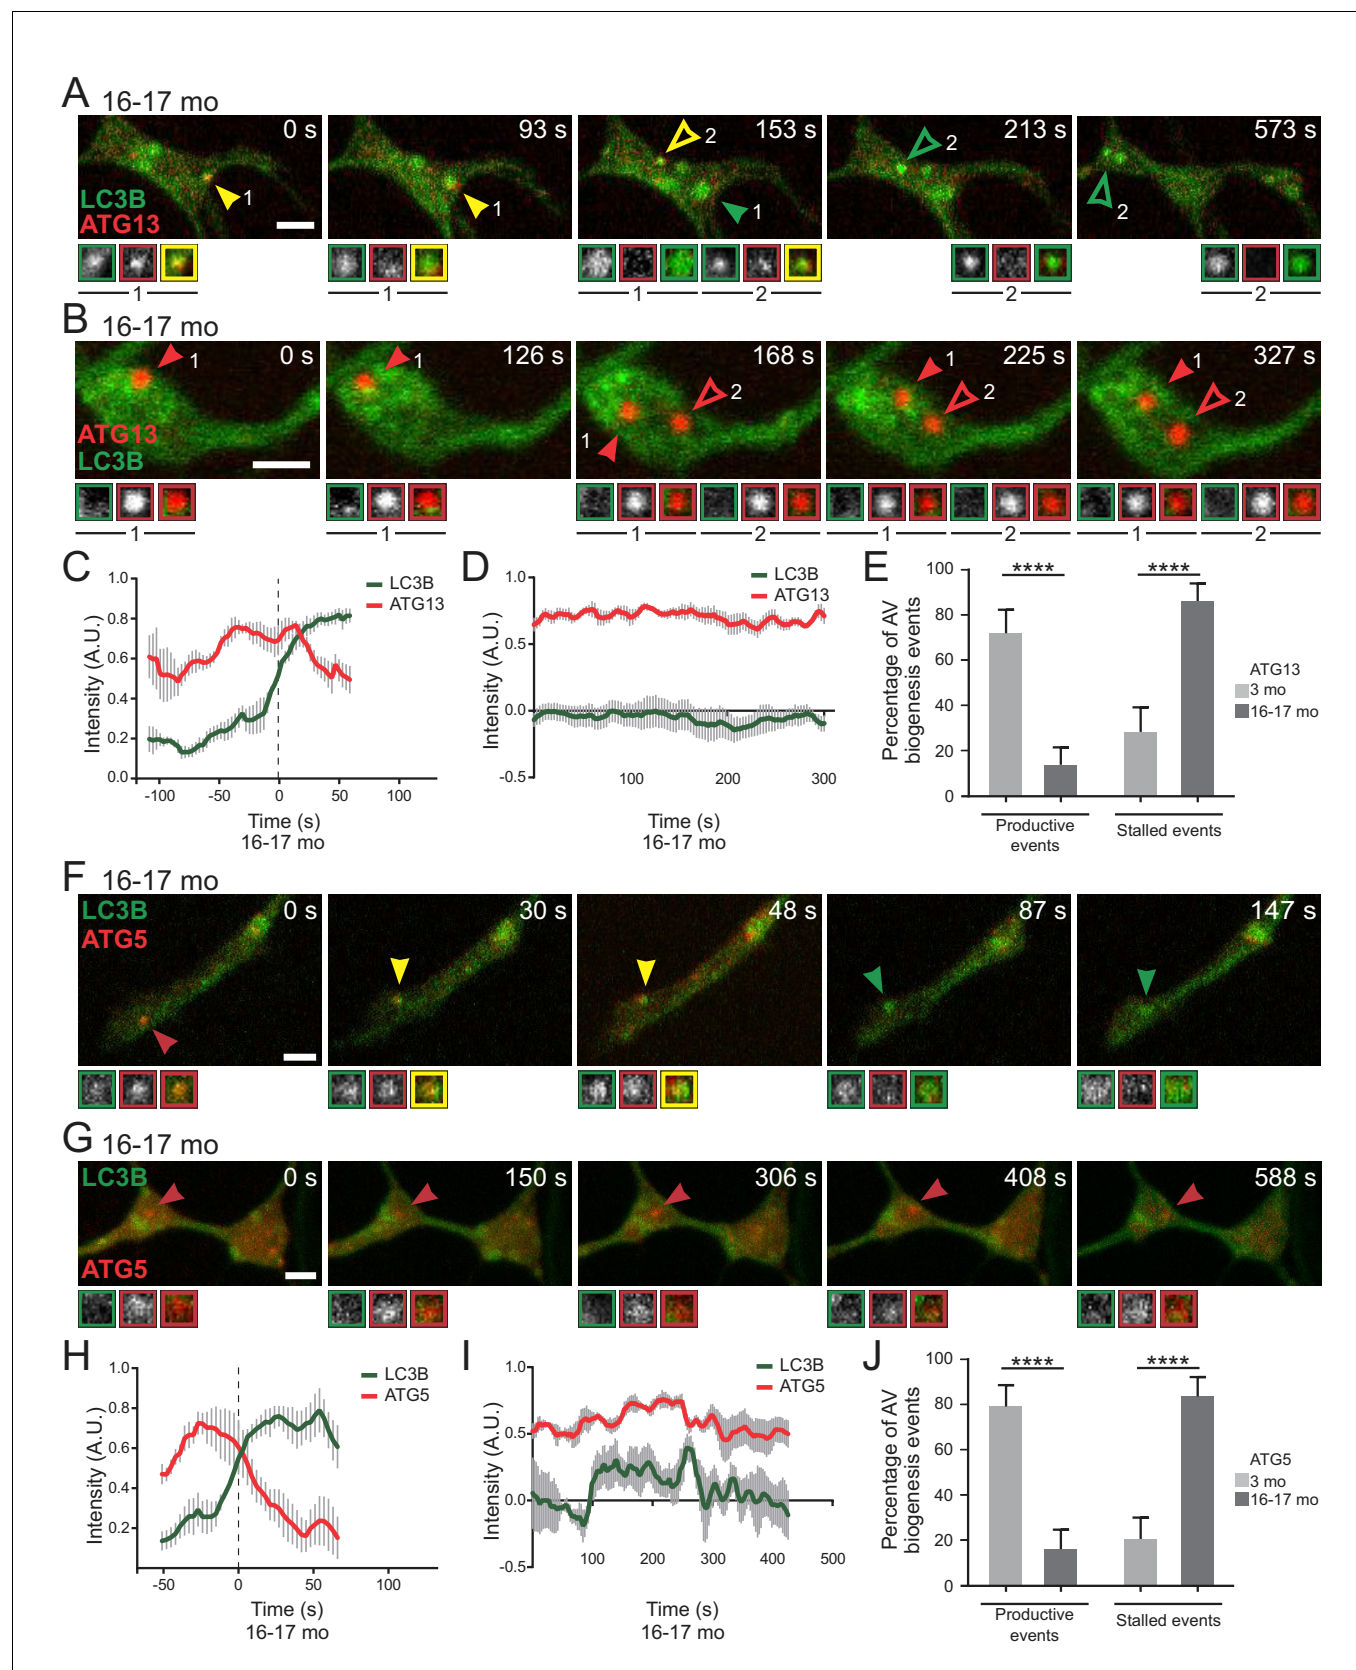 A 16-17 mo
0 s
93 s
153 s
213 s
573 s
1
1
2
1
2
2
LC3B
ATG13
1
1
1
2
2
2
B 16-17 mo
0 s
126 s
168 s
225 s
327 s
1
1
2
1
1
2
1
2
ATG13
LC3B
1
1
1
2
1
2
1
2
C
1.0
0.8
0.6
0.4
0.2
0.0
Intensity (A.U.)
LC3B
ATG13
-100
-50
0
50
100
Time (s)
16-17 mo
D
1.0
0.5
0.0
-0.5
Intensity (A.U.)
LC3B
ATG13
100
200
300
Time (s)
16-17 mo
E
100
80
60
40
20
0
Percentage of AV
biogenesis events
****
****
ATG13
3 mo
16-17 mo
Productive
events
Stalled events
F 16-17 mo
0 s
30 s
48 s
87 s
147 s
LC3B
ATG5
G 16-17 mo
LC3B
0 s
150 s
306 s
408 s
588 s
ATG5
H
1.0
0.8
0.6
0.4
0.2
Intensity (A.U.)
LC3B
ATG5
-50
0
50
100
Time (s)
16-17 mo
I
1.0
0.5
0.0
-0.5
Intensity (A.U.)
LC3B
ATG5
100
200
300
400
500
Time (s)
16-17 mo
J
100
80
60
40
20
0
Percentage of AV
biogenesis events
****
****
ATG5
3 mo
16-17 mo
Productive
events
Stalled events